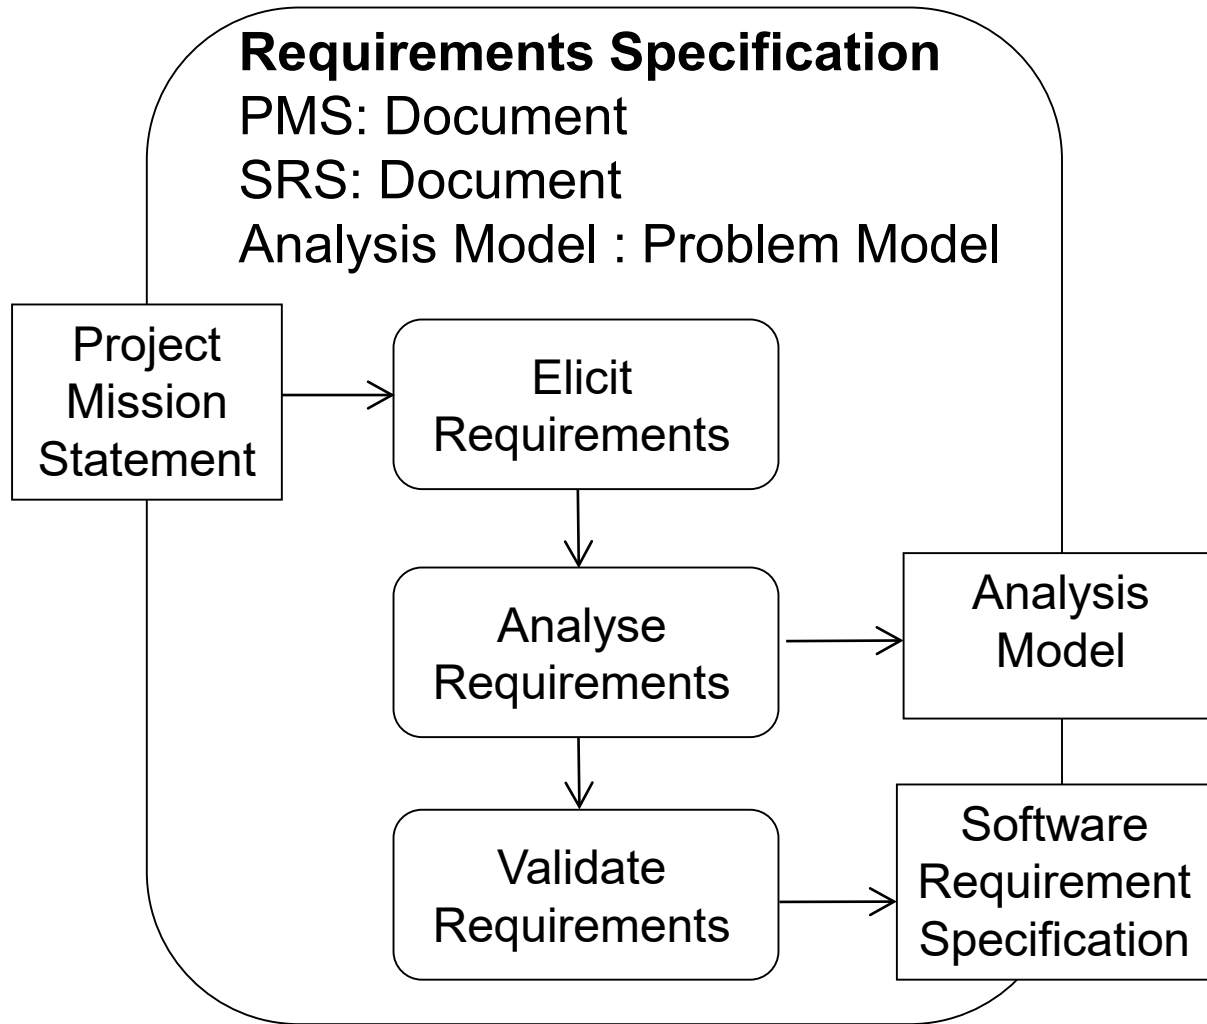 Requirements Specification
PMS: Document
SRS: Document
Analysis Model : Problem Model
Project
Mission
Statement
Elicit
Requirements
Analyse
Requirements
Analysis
Model
Validate
Requirements
Software
Requirement
Specification